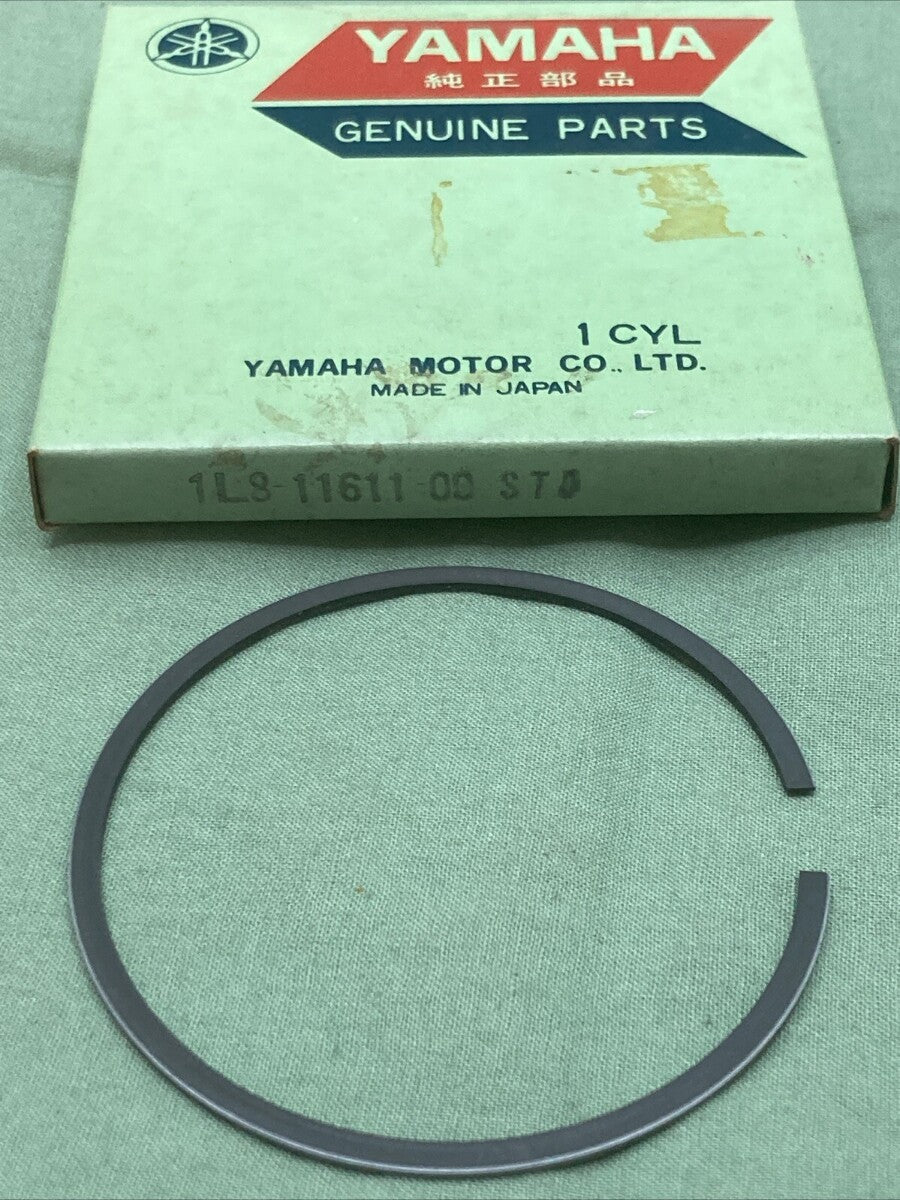 YAMAHA
純正部品
GENUINE PARTS
1 CYL
YAMAHA MOTOR CO., LTD.
MADE IN JAPAN
1L3-11611-00 STD